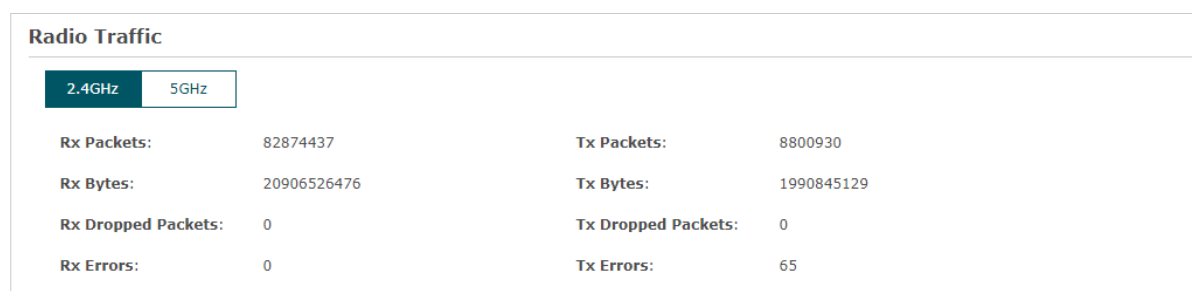 Radio Traffic
2.4GHz 5GHz
Rx Packets: 82874437 Tx Packets: 8800930
Rx Bytes: 20906526476 Tx Bytes: 1990845129
Rx Dropped Packets: 0 Tx Dropped Packets: 0
Rx Errors: 0 Tx Errors: 65